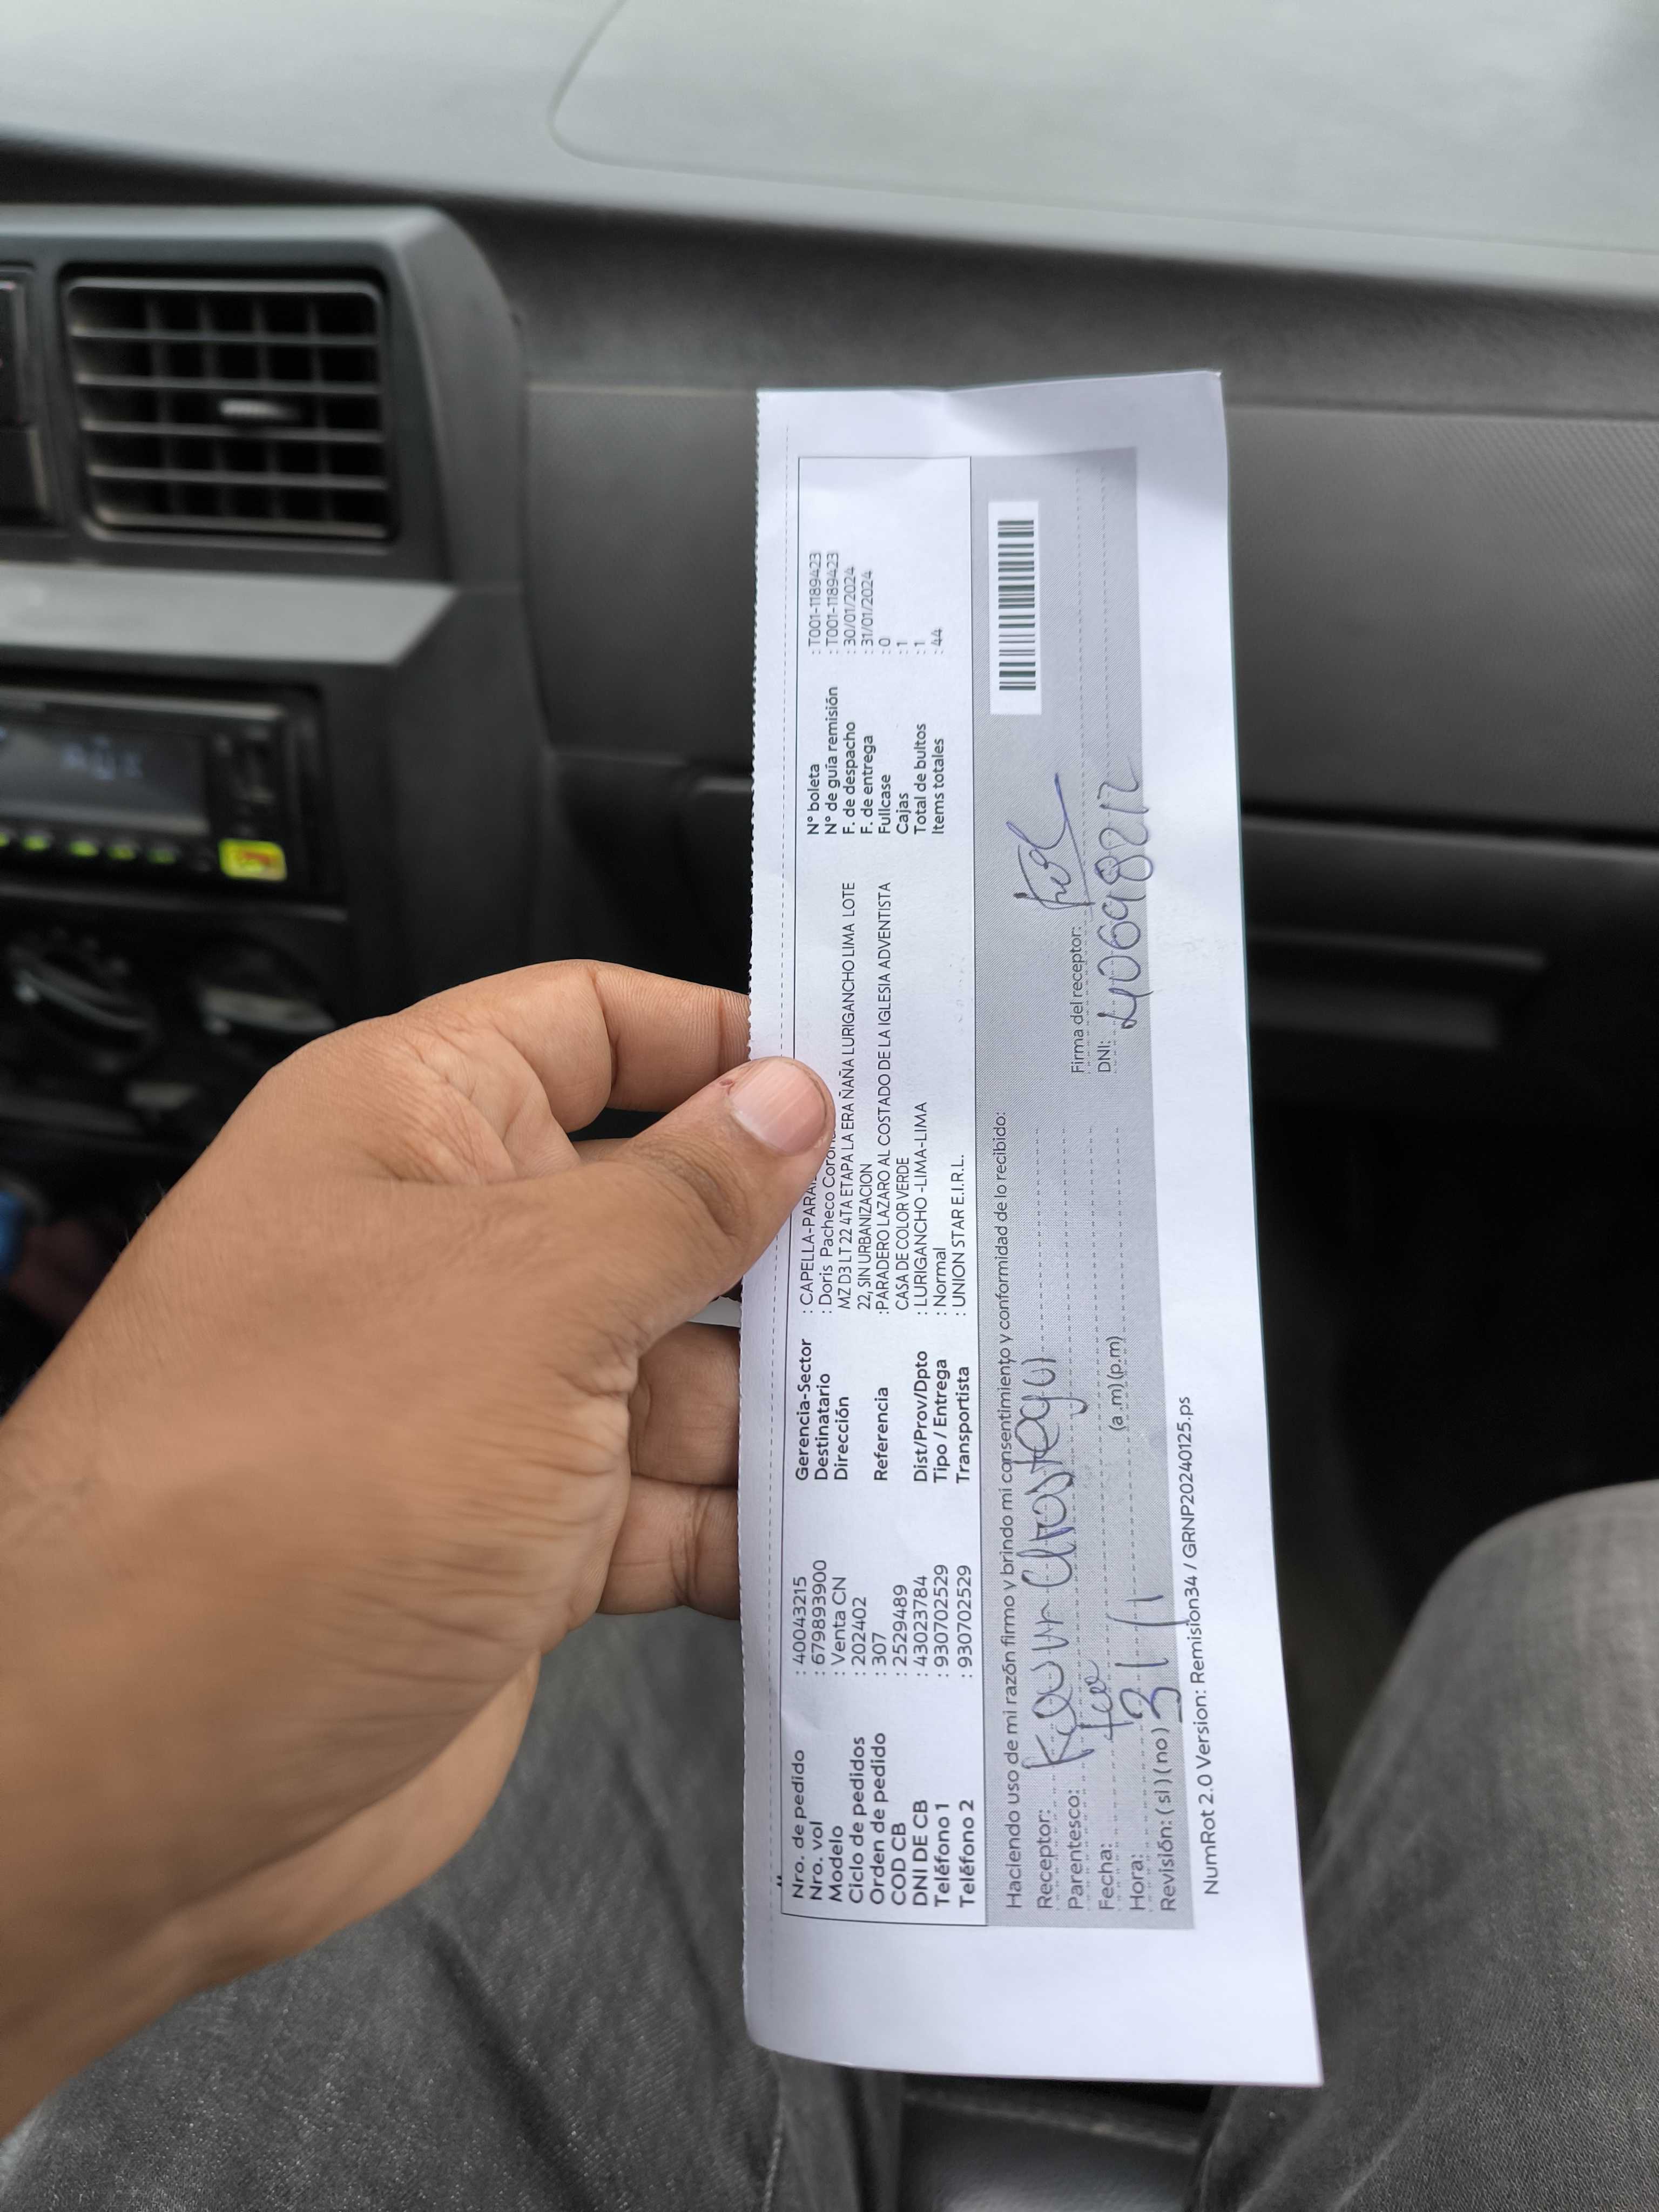 Nro. de pedido : 40043215 Gerencia-Sector : CAPELLA-PARA N° boleta : T001-1189423
Nro. vol : 679893900 Destinatario : Doris Pacheco N° de guía remisión : T001-1189423
Modelo : Venta CN Dirección MZ D3 LT 22 4TA ETAPA LA ERA ÑAÑA LURIGANCHO LIMA LOTE F. de despacho : 30/01/2024
Ciclo de pedidos : 202402 22, SIN URBANIZACION F. de entrega : 31/01/2024
Orden de pedido : 307 Referencia :PARADERO LAZARO AL COSTADO DE LA IGLESIA ADVENTISTA Fullcase : 0
COD CB : 2529489 CASA DE COLOR VERDE Cajas : 1
DNI DE CB : 43023784 Dist/Prov/Dpto : LURIGANCHO -LIMA-LIMA Total de bultos : 1
Teléfono 1 : 930702529 Tipo / Entrega : Normal Items totales : 44
Teléfono 2 : 930702529 Transportista : UNION STAR E.I.R.L.
Haciendo uso de mi razón firmo y brindo mi consentimiento y conformidad de lo recibido:
Receptor:
Parentesco: Firma del receptor:
Fecha: 31/1 DNI: 40698212
Hora: (a.m)(p.m)
Revisión: (si)(no)
NumRot 2.0 Version: Remision34 / GRNP20240125.ps